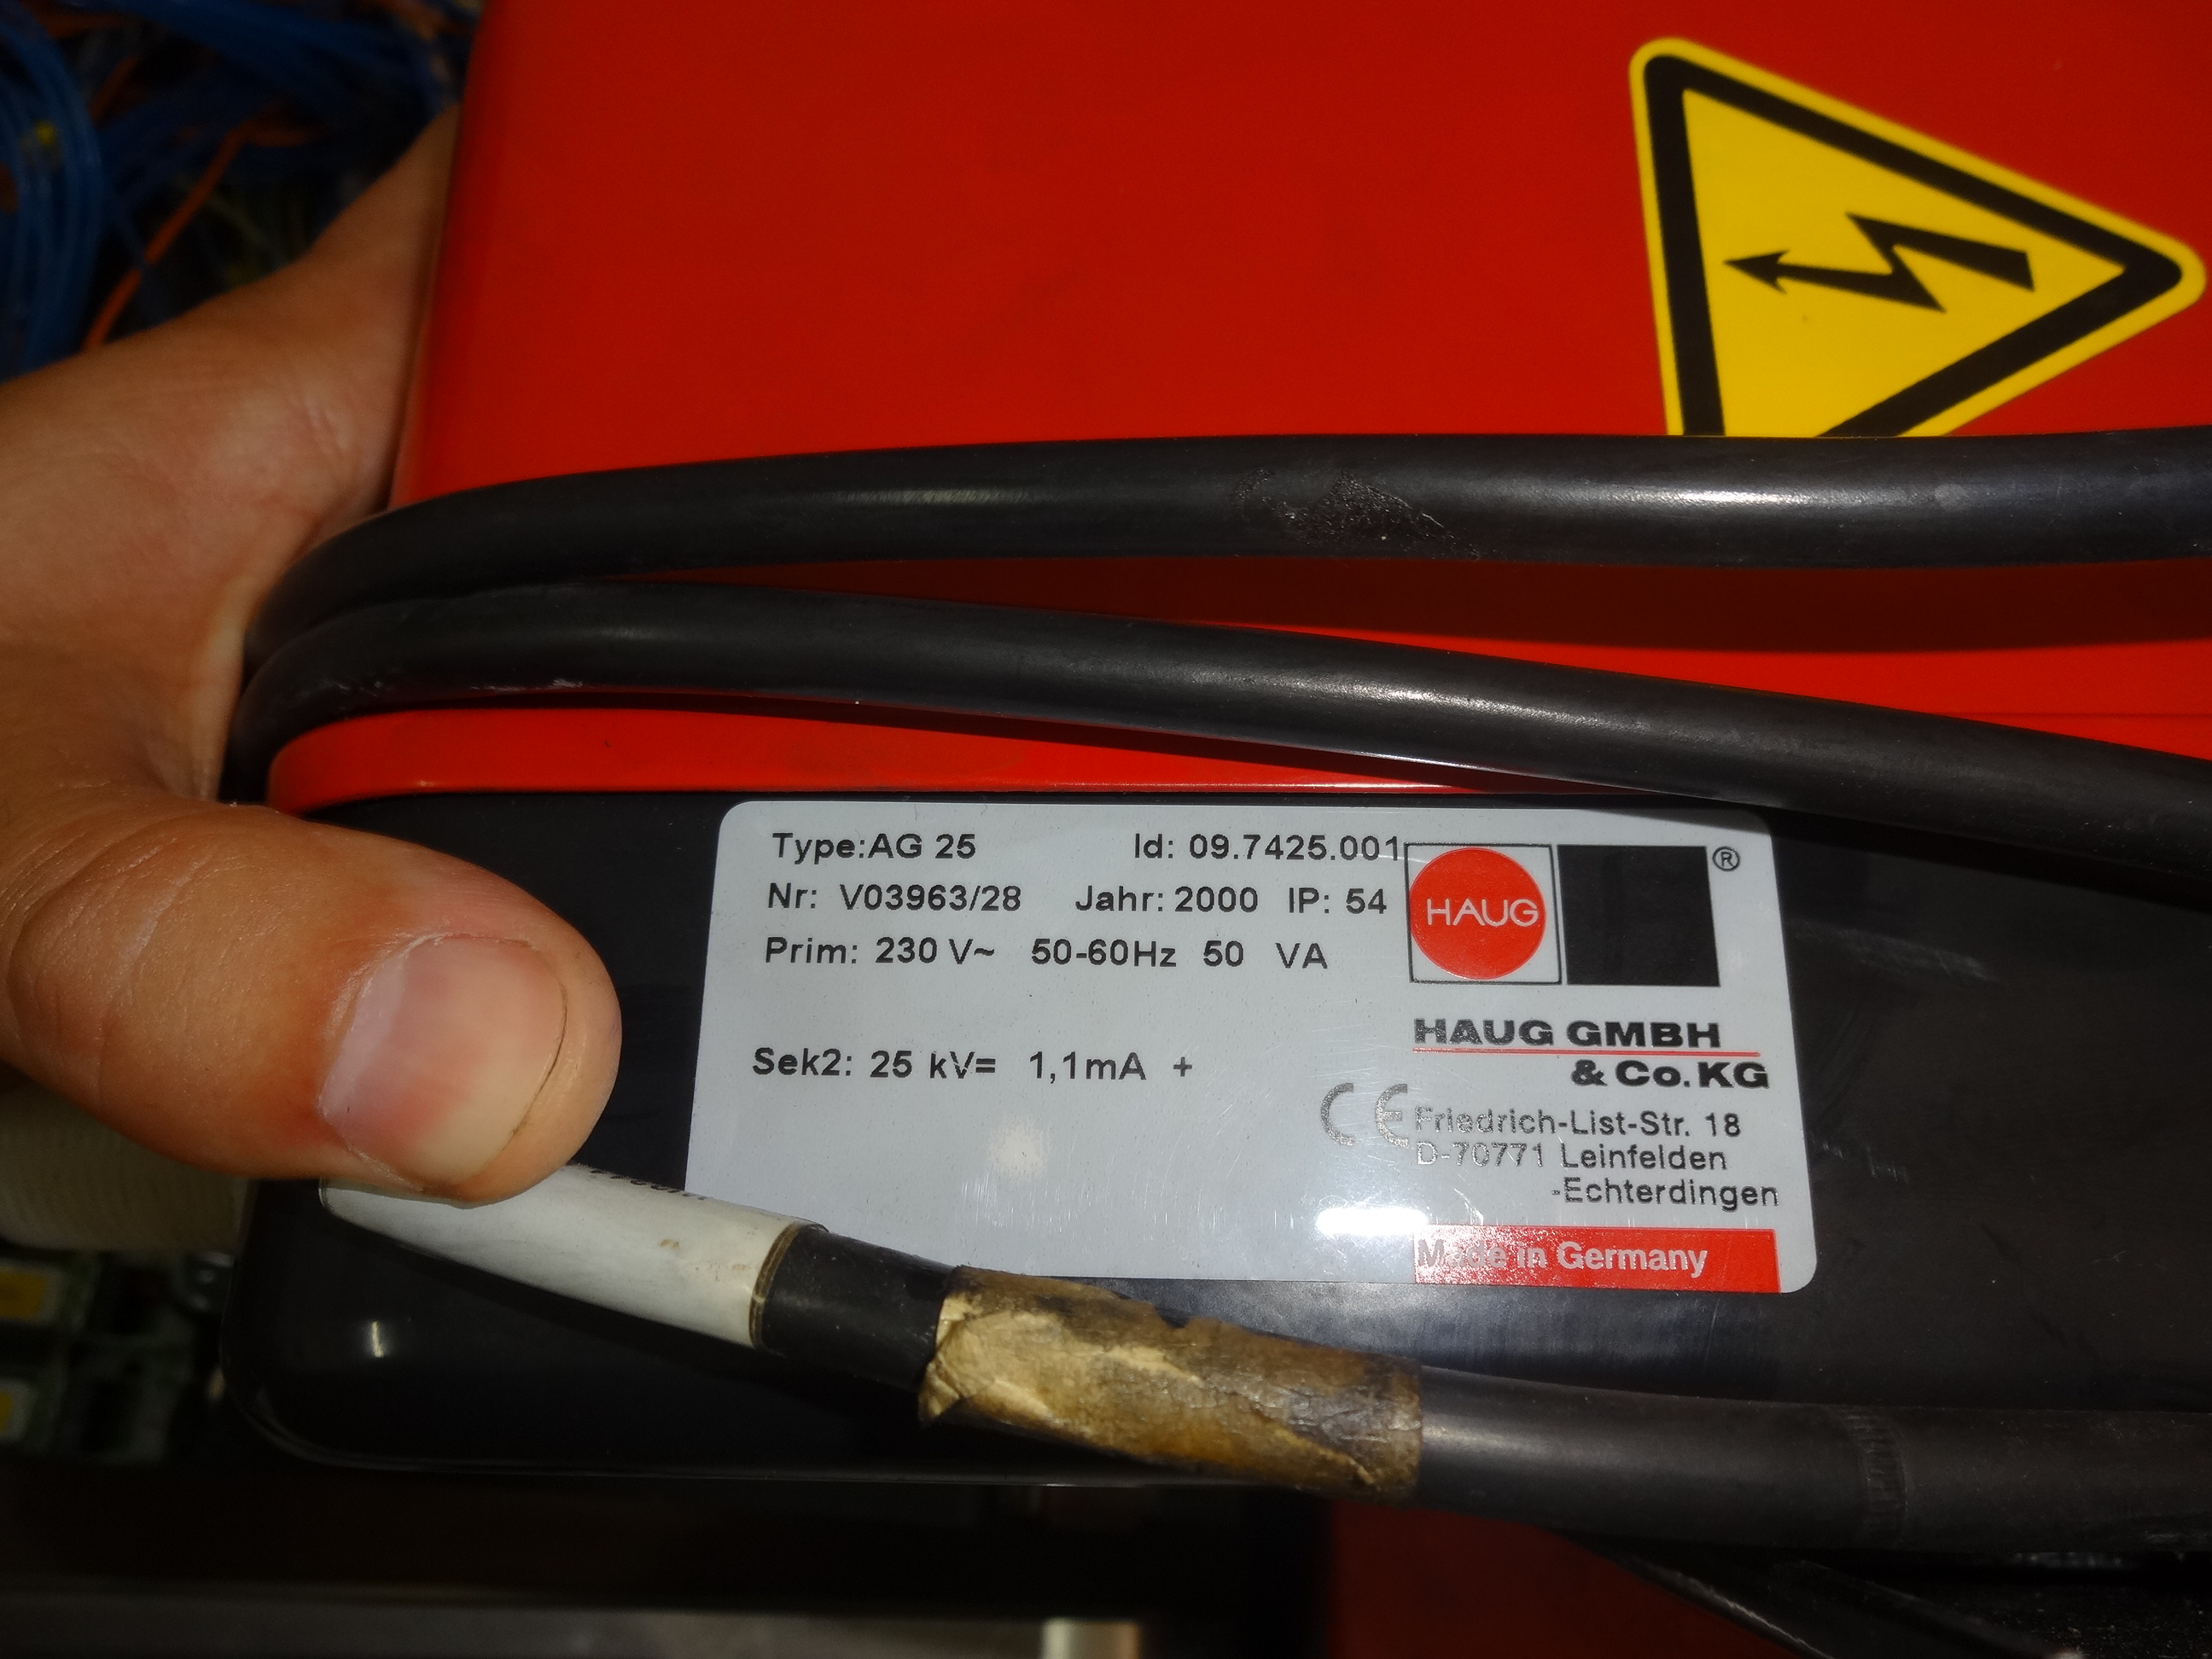 Type:AG 25 Id: 09.7425.001
Nr: V03963/28 Jahr: 2000 IP: 54
Prim: 230 V~ 50-60Hz 50 VA
Sek2: 25 kV= 1,1mA +
HAUG ®
HAUG GMBH
& Co. KG
CE
Friedrich-List-Str. 18
D-70771 Leinfelden
-Echterdingen
Made in Germany